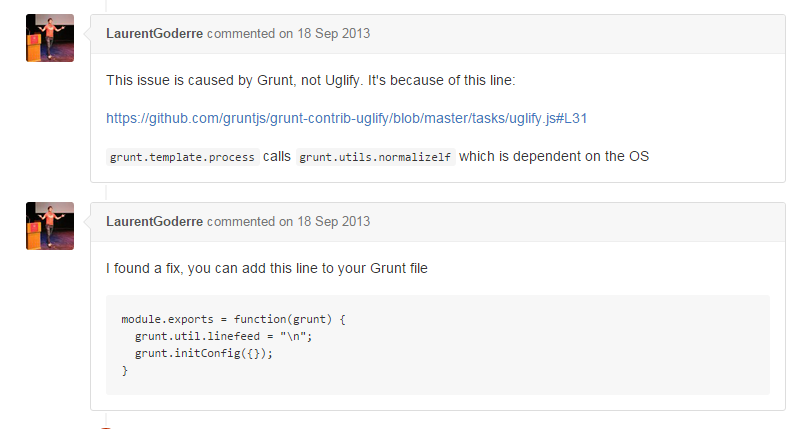 LaurentGoderre commented on 18 Sep 2013
This issue is caused by Grunt, not Uglify. It's because of this line:
https://github.com/gruntjs/grunt-contrib-uglify/blob/master/tasks/uglify.js#L31
grunt.template.process calls grunt.utils.normalizelf which is dependent on the OS
LaurentGoderre commented on 18 Sep 2013
I found a fix, you can add this line to your Grunt file
module.exports = function(grunt) {
  grunt.util.linefeed = "\n";
  grunt.initConfig({});
}